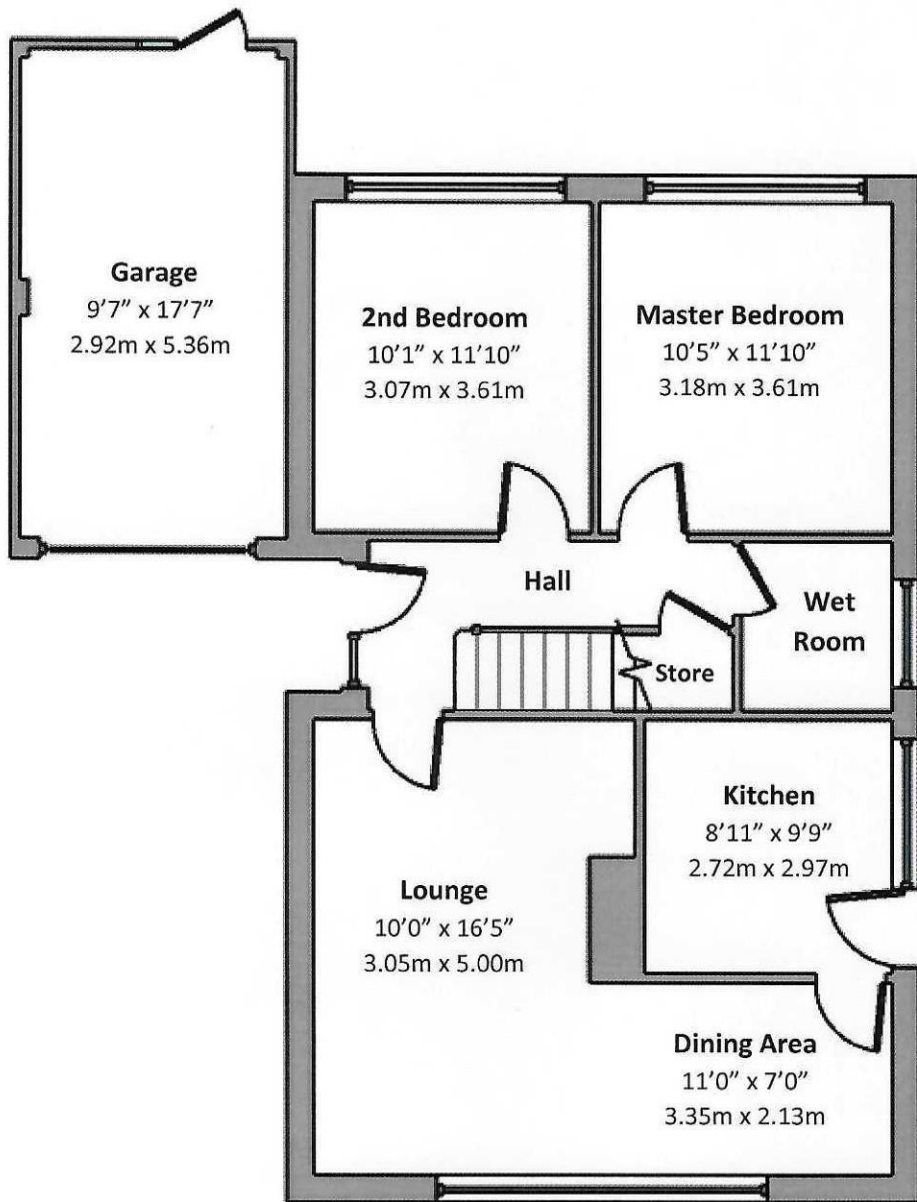 Garage
9’7” x 17’7”
2.92m x 5.36m
2nd Bedroom
10’1” x 11’10”
3.07m x 3.61m
Master Bedroom
10’5” x 11’10”
3.18m x 3.61m
Hall
Wet
Room
Store
Kitchen
8’11” x 9’9”
2.72m x 2.97m
Lounge
10’0” x 16’5”
3.05m x 5.00m
Dining Area
11’0” x 7’0”
3.35m x 2.13m